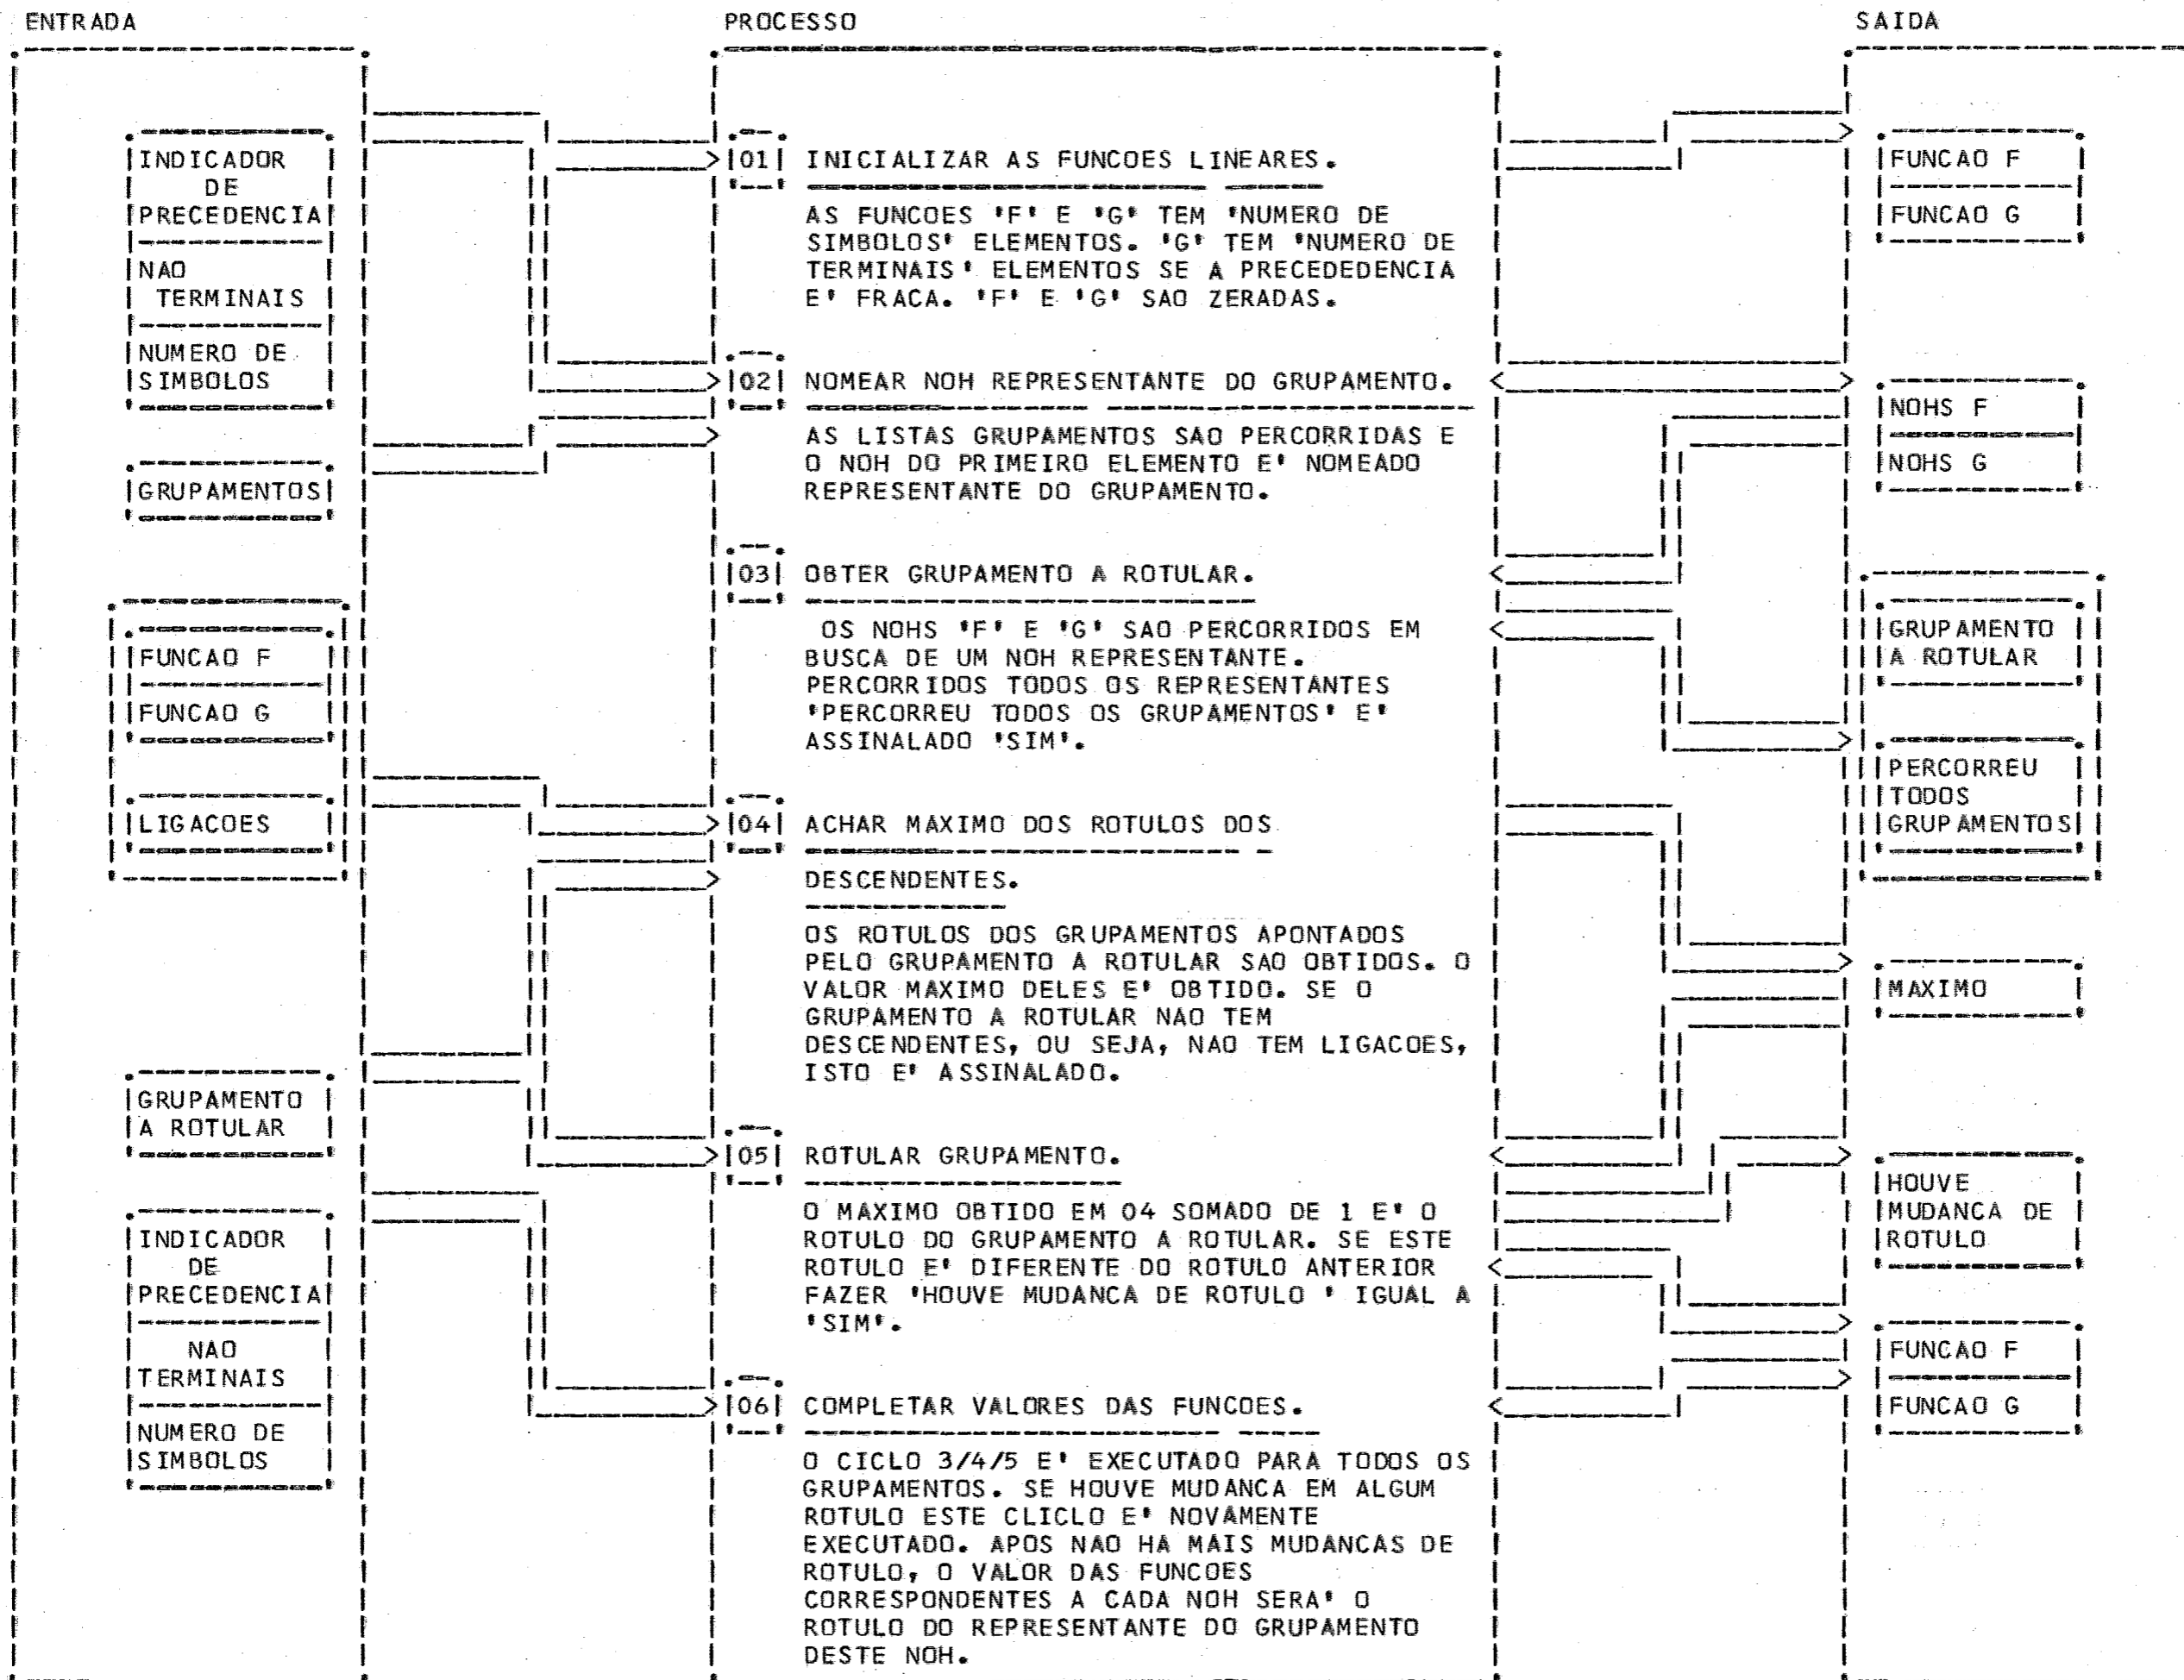 ENTRADA
PROCESSO
SAIDA
INDICADOR
DE
PRECEDENCIA
NAO
TERMINAIS
NUMERO DE
SIMBOLOS
GRUPAMENTOS
FUNCAO F
FUNCAO G
LIGACOES
GRUPAMENTO
A ROTULAR
INDICADOR
DE
PRECEDENCIA
NAO
TERMINAIS
NUMERO DE
SIMBOLOS
01 INICIALIZAR AS FUNCOES LINEARES.
AS FUNCOES 'F' E 'G' TEM 'NUMERO DE
SIMBOLOS' ELEMENTOS. 'G' TEM 'NUMERO DE
TERMINAIS' ELEMENTOS SE A PRECEDEDENCIA
E' FRACA. 'F' E 'G' SAO ZERADAS.
02 NOMEAR NOH REPRESENTANTE DO GRUPAMENTO.
AS LISTAS GRUPAMENTOS SAO PERCORRIDAS E
O NOH DO PRIMEIRO ELEMENTO E' NOMEADO
REPRESENTANTE DO GRUPAMENTO.
03 OBTER GRUPAMENTO A ROTULAR.
OS NOHS 'F' E 'G' SAO PERCORRIDOS EM
BUSCA DE UM NOH REPRESENTANTE.
PERCORRIDOS TODOS OS REPRESENTANTES
'PERCORREU TODOS OS GRUPAMENTOS' E'
ASSINALADO 'SIM'.
04 ACHAR MAXIMO DOS ROTULOS DOS
DESCENDENTES.
OS ROTULOS DOS GRUPAMENTOS APONTADOS
PELO GRUPAMENTO A ROTULAR SAO OBTIDOS. O
VALOR MAXIMO DELES E' OBTIDO. SE O
GRUPAMENTO A ROTULAR NAO TEM
DESCENDENTES, OU SEJA, NAO TEM LIGACOES,
ISTO E' ASSINALADO.
05 ROTULAR GRUPAMENTO.
O MAXIMO OBTIDO EM 04 SOMADO DE 1 E' O
ROTULO DO GRUPAMENTO A ROTULAR. SE ESTE
ROTULO E' DIFERENTE DO ROTULO ANTERIOR
FAZER 'HOUVE MUDANCA DE ROTULO ' IGUAL A
'SIM'.
06 COMPLETAR VALORES DAS FUNCOES.
O CICLO 3/4/5 E' EXECUTADO PARA TODOS OS
GRUPAMENTOS. SE HOUVE MUDANCA EM ALGUM
ROTULO ESTE CLICLO E' NOVAMENTE
EXECUTADO. APOS NAO HA MAIS MUDANCAS DE
ROTULO, O VALOR DAS FUNCOES
CORRESPONDENTES A CADA NOH SERA' O
ROTULO DO REPRESENTANTE DO GRUPAMENTO
DESTE NOH.
FUNCAO F
FUNCAO G
NOHS F
NOHS G
GRUPAMENTO
A ROTULAR
PERCORREU
TODOS
GRUPAMENTOS
MAXIMO
HOUVE
MUDANCA DE
ROTULO
FUNCAO F
FUNCAO G